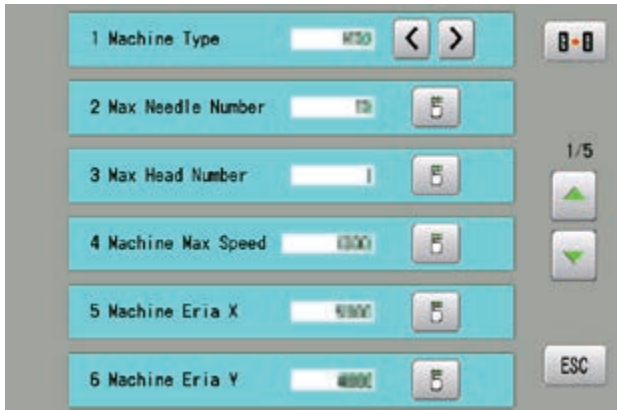 1 Machine Type
2 Max Needle Number
3 Max Head Number
1/5
4 Machine Max Speed
5 Machine Eria X
6 Machine Eria Y
ESC